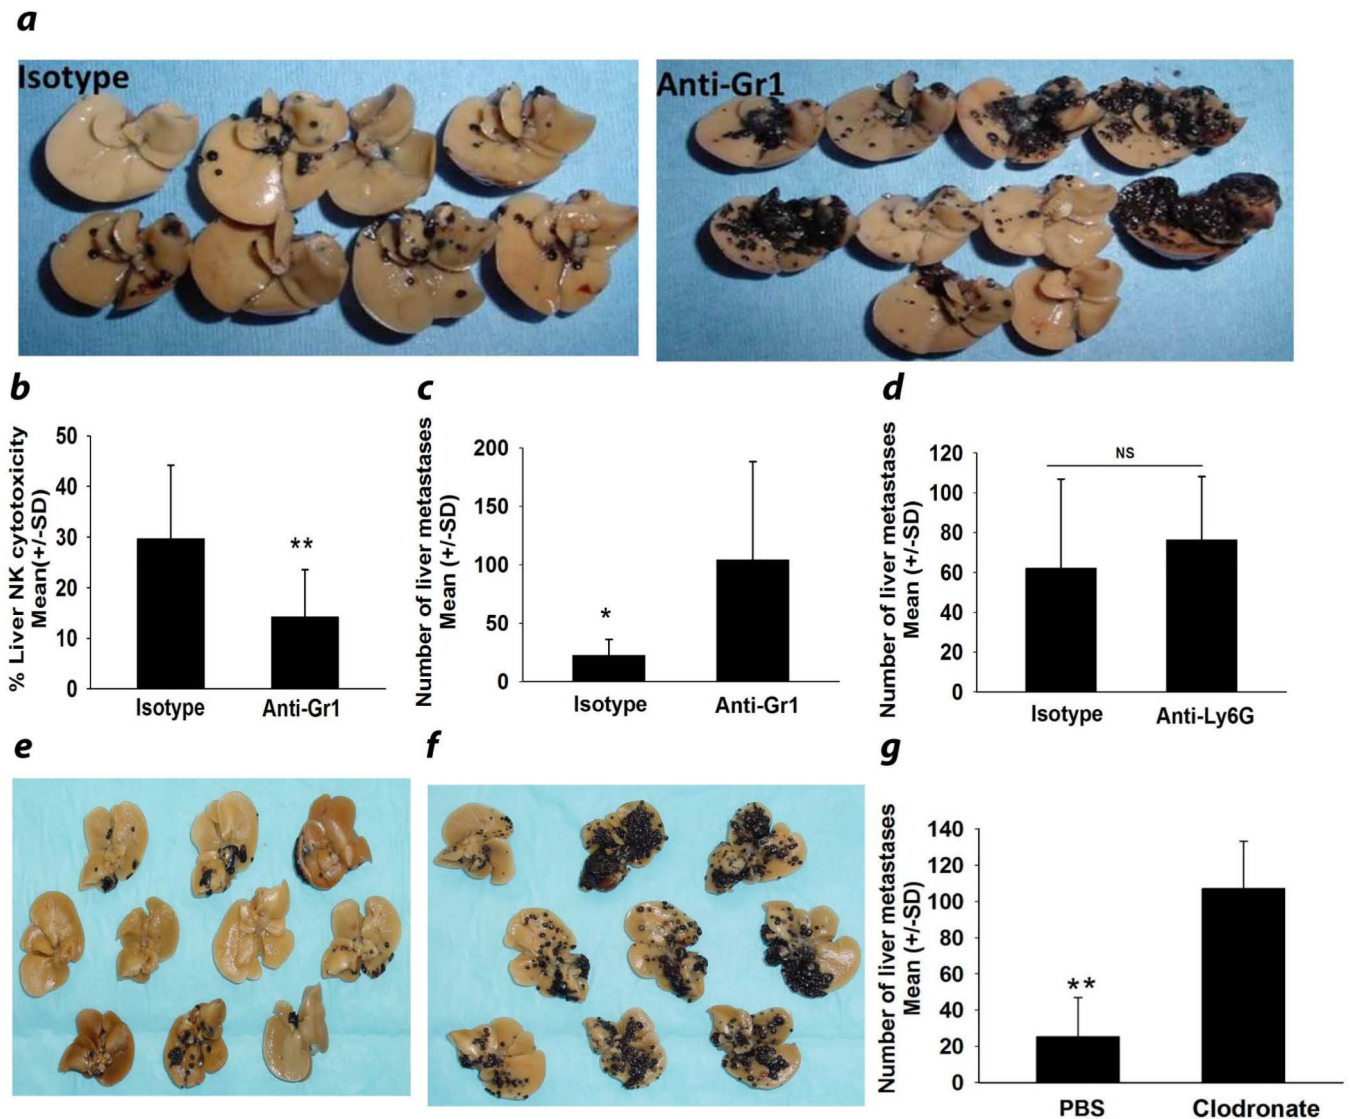 a
Isotype
Anti-Gr1
b
c
d
% Liver NK cytotoxicity
Mean(+/-SD)
50
40
30
20
10
0
**
Isotype
Anti-Gr1
Number of liver metastases
Mean (+/-SD)
200
150
100
50
0
*
Isotype
Anti-Gr1
Number of liver metastases
Mean (+/-SD)
120
100
80
60
40
20
0
NS
Isotype
Anti-Ly6G
e
f
g
Number of liver metastases
Mean (+/-SD)
140
120
100
80
60
40
20
0
**
PBS
Clodronate